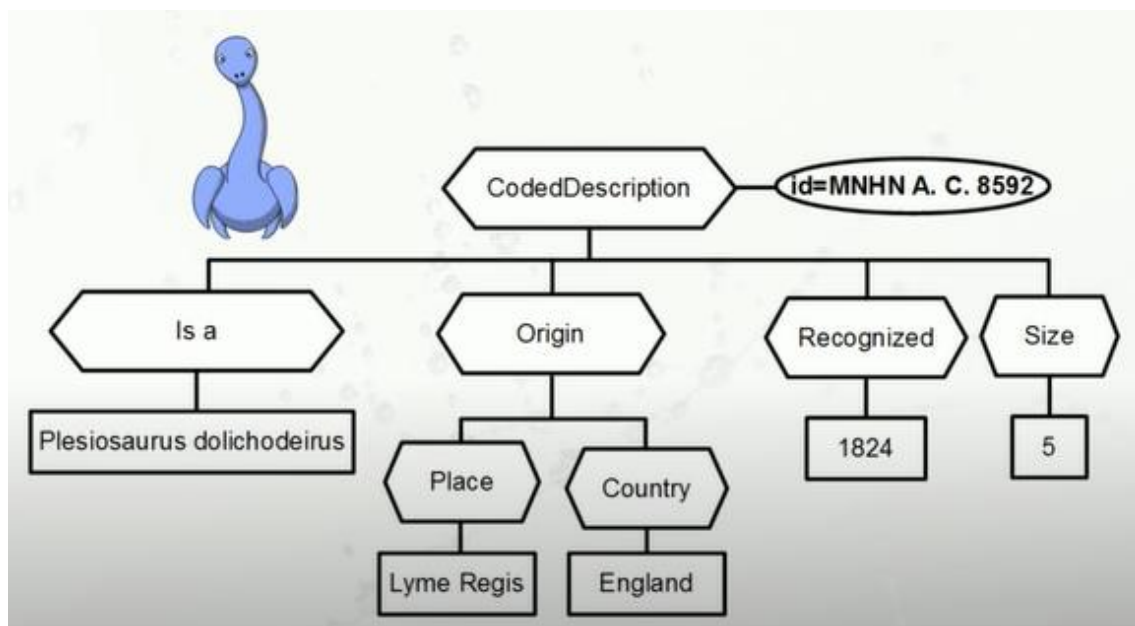 CodedDescription
id=MNHN A. C. 8592
Is a
Origin
Recognized
Size
Plesiosaurus dolichodeirus
1824
5
Place
Country
Lyme Regis
England